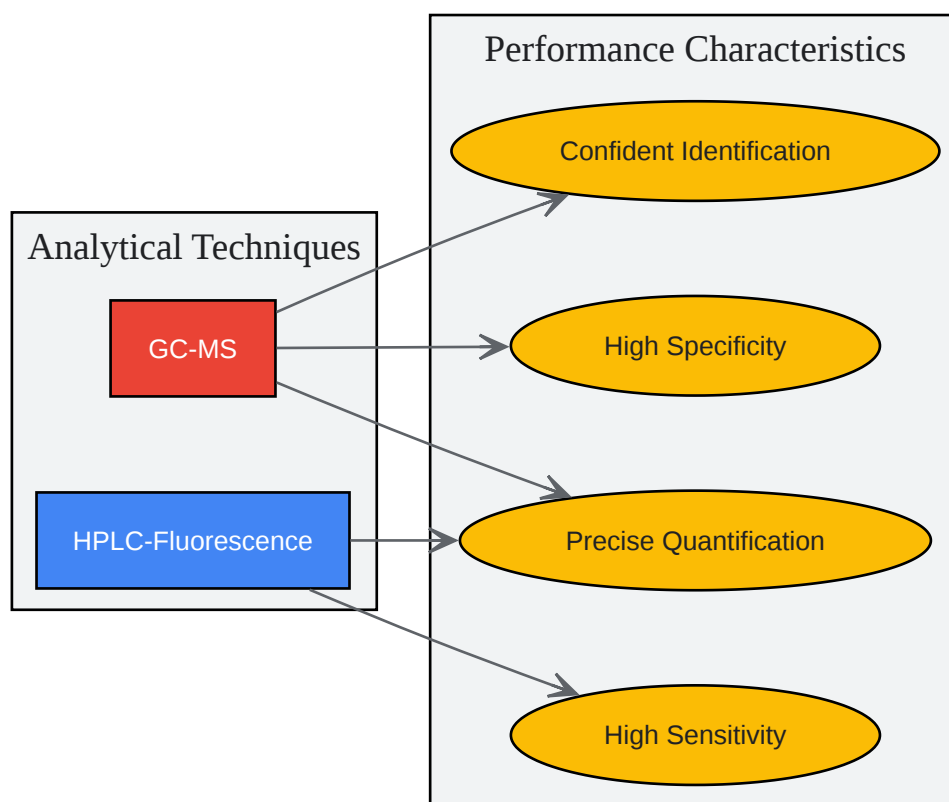 Performance Characteristics
Confident Identification
Analytical Techniques
GC-MS
High Specificity
HPLC-Fluorescence
Precise Quantification
High Sensitivity